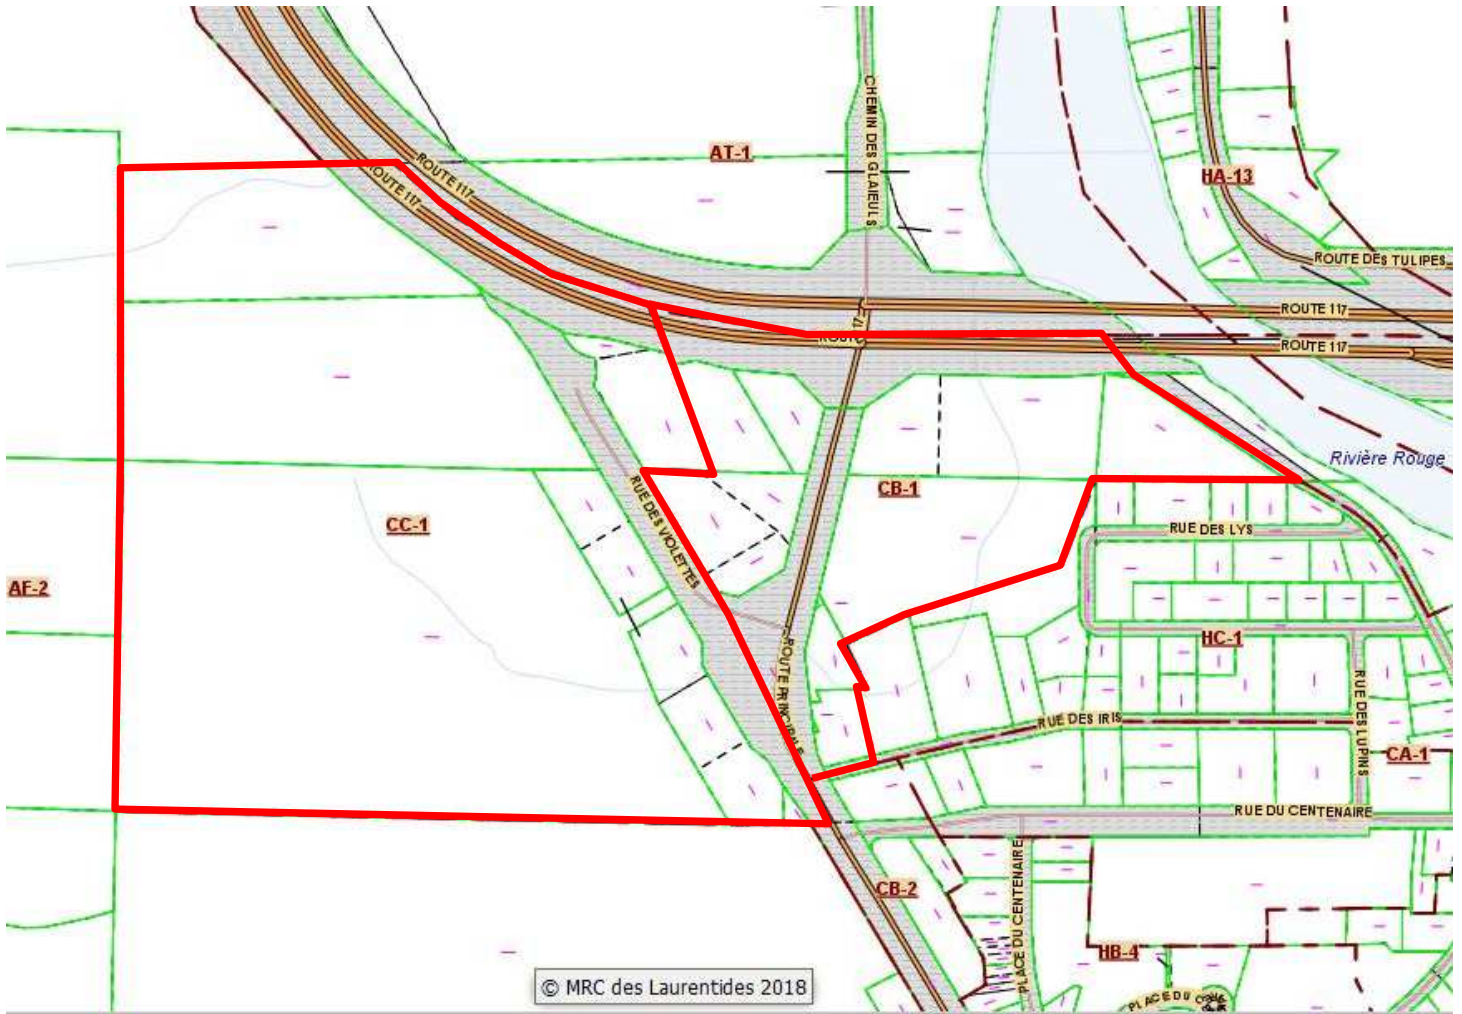 CHEMIN DES GLAIEULS
AT-1
HA-13
ROUTE 117
ROUTE 117
ROUTE DES TULIPES
ROUTE 117
ROUTE 117
17
Rivière Rouge
CB-1
CC-1
RUE DES VIOLETTES
RUE DES LYS
AF-2
HC-1
ROUTE PRINCIPALE
RUE DES IRIS
RUE DES LUPINS
CA-1
RUE DU CENTENAIRE
CB-2
PLACE DU CENTENAIRE
HB-4
PLACE DU
© MRC des Laurentides 2018